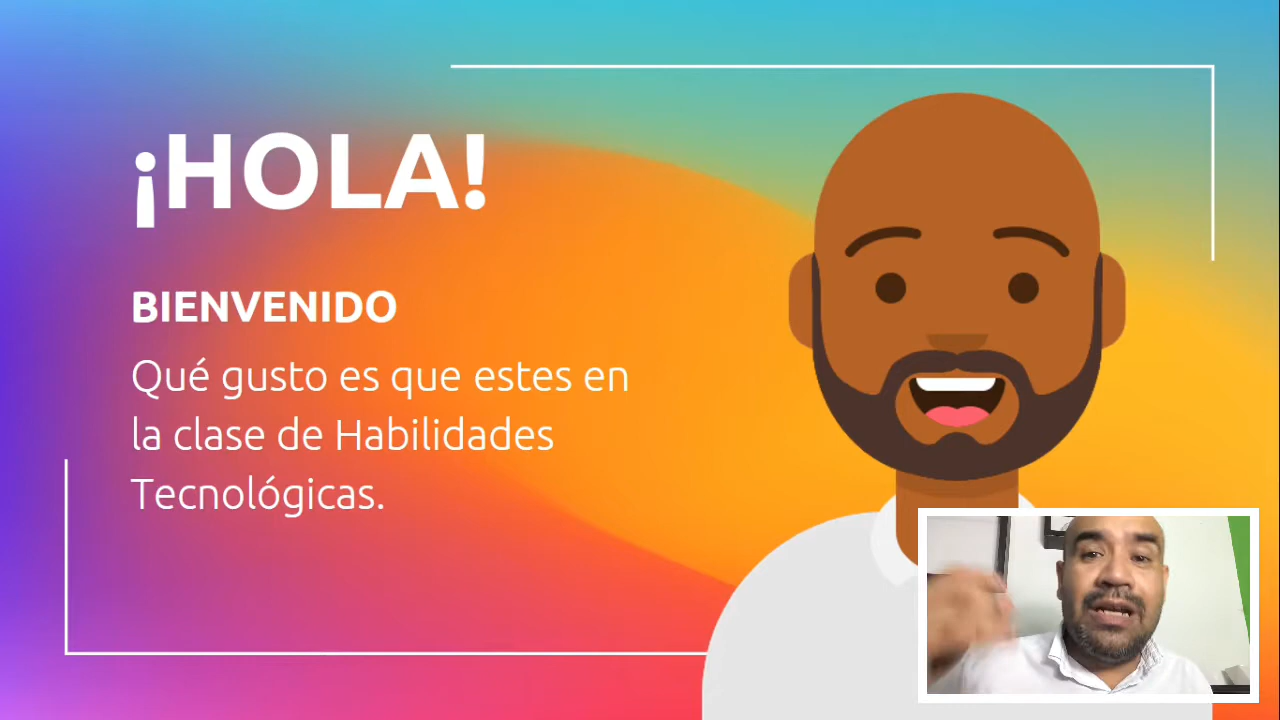 ¡HOLA!
BIENVENIDO
Qué gusto es que estes en
la clase de Habilidades
Tecnológicas.